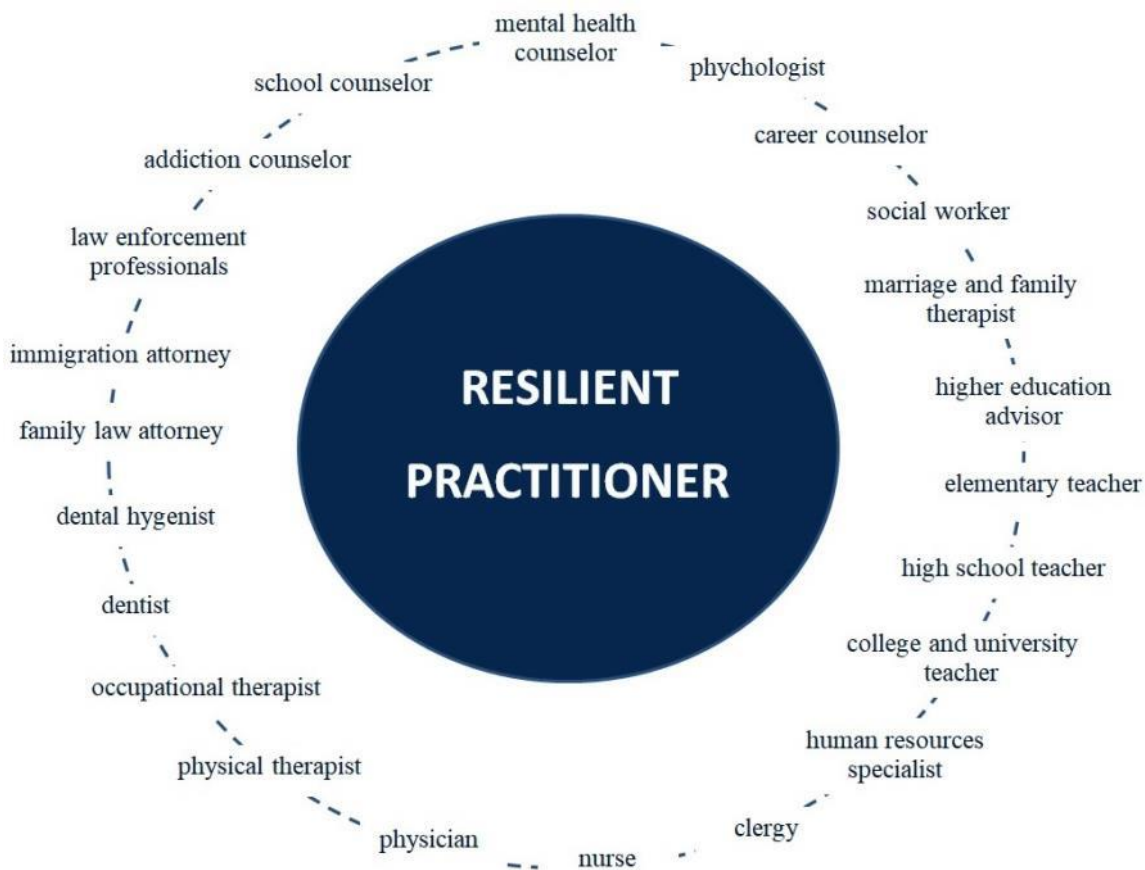 mental health
counselor
phychologist
career counselor
social worker
marriage and family
therapist
higher education
advisor
elementary teacher
high school teacher
college and university
teacher
human resources
specialist
clergy
nurse
physician
physical therapist
occupational therapist
dentist
dental hygenist
family law attorney
immigration attorney
law enforcement
professionals
addiction counselor
school counselor
RESILIENT
PRACTITIONER